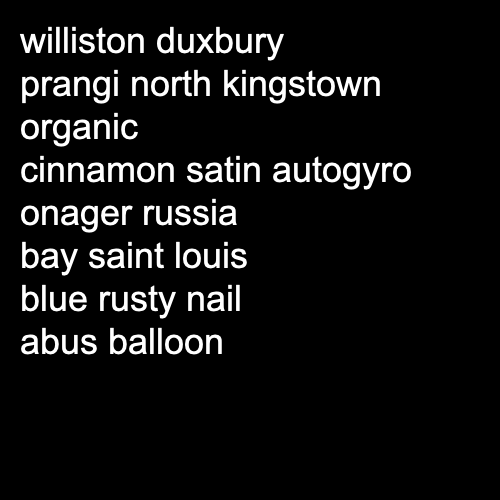 williston duxbury
prangi north kingstown
organic
cinnamon satin autogyro
onager russia
bay saint louis
blue rusty nail
abus balloon